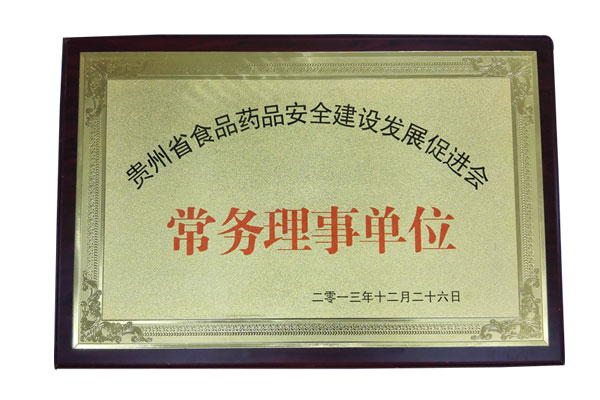 贵州省食品药品安全建设发展促进会
常务理事单位
二零一三年十二月二十六日